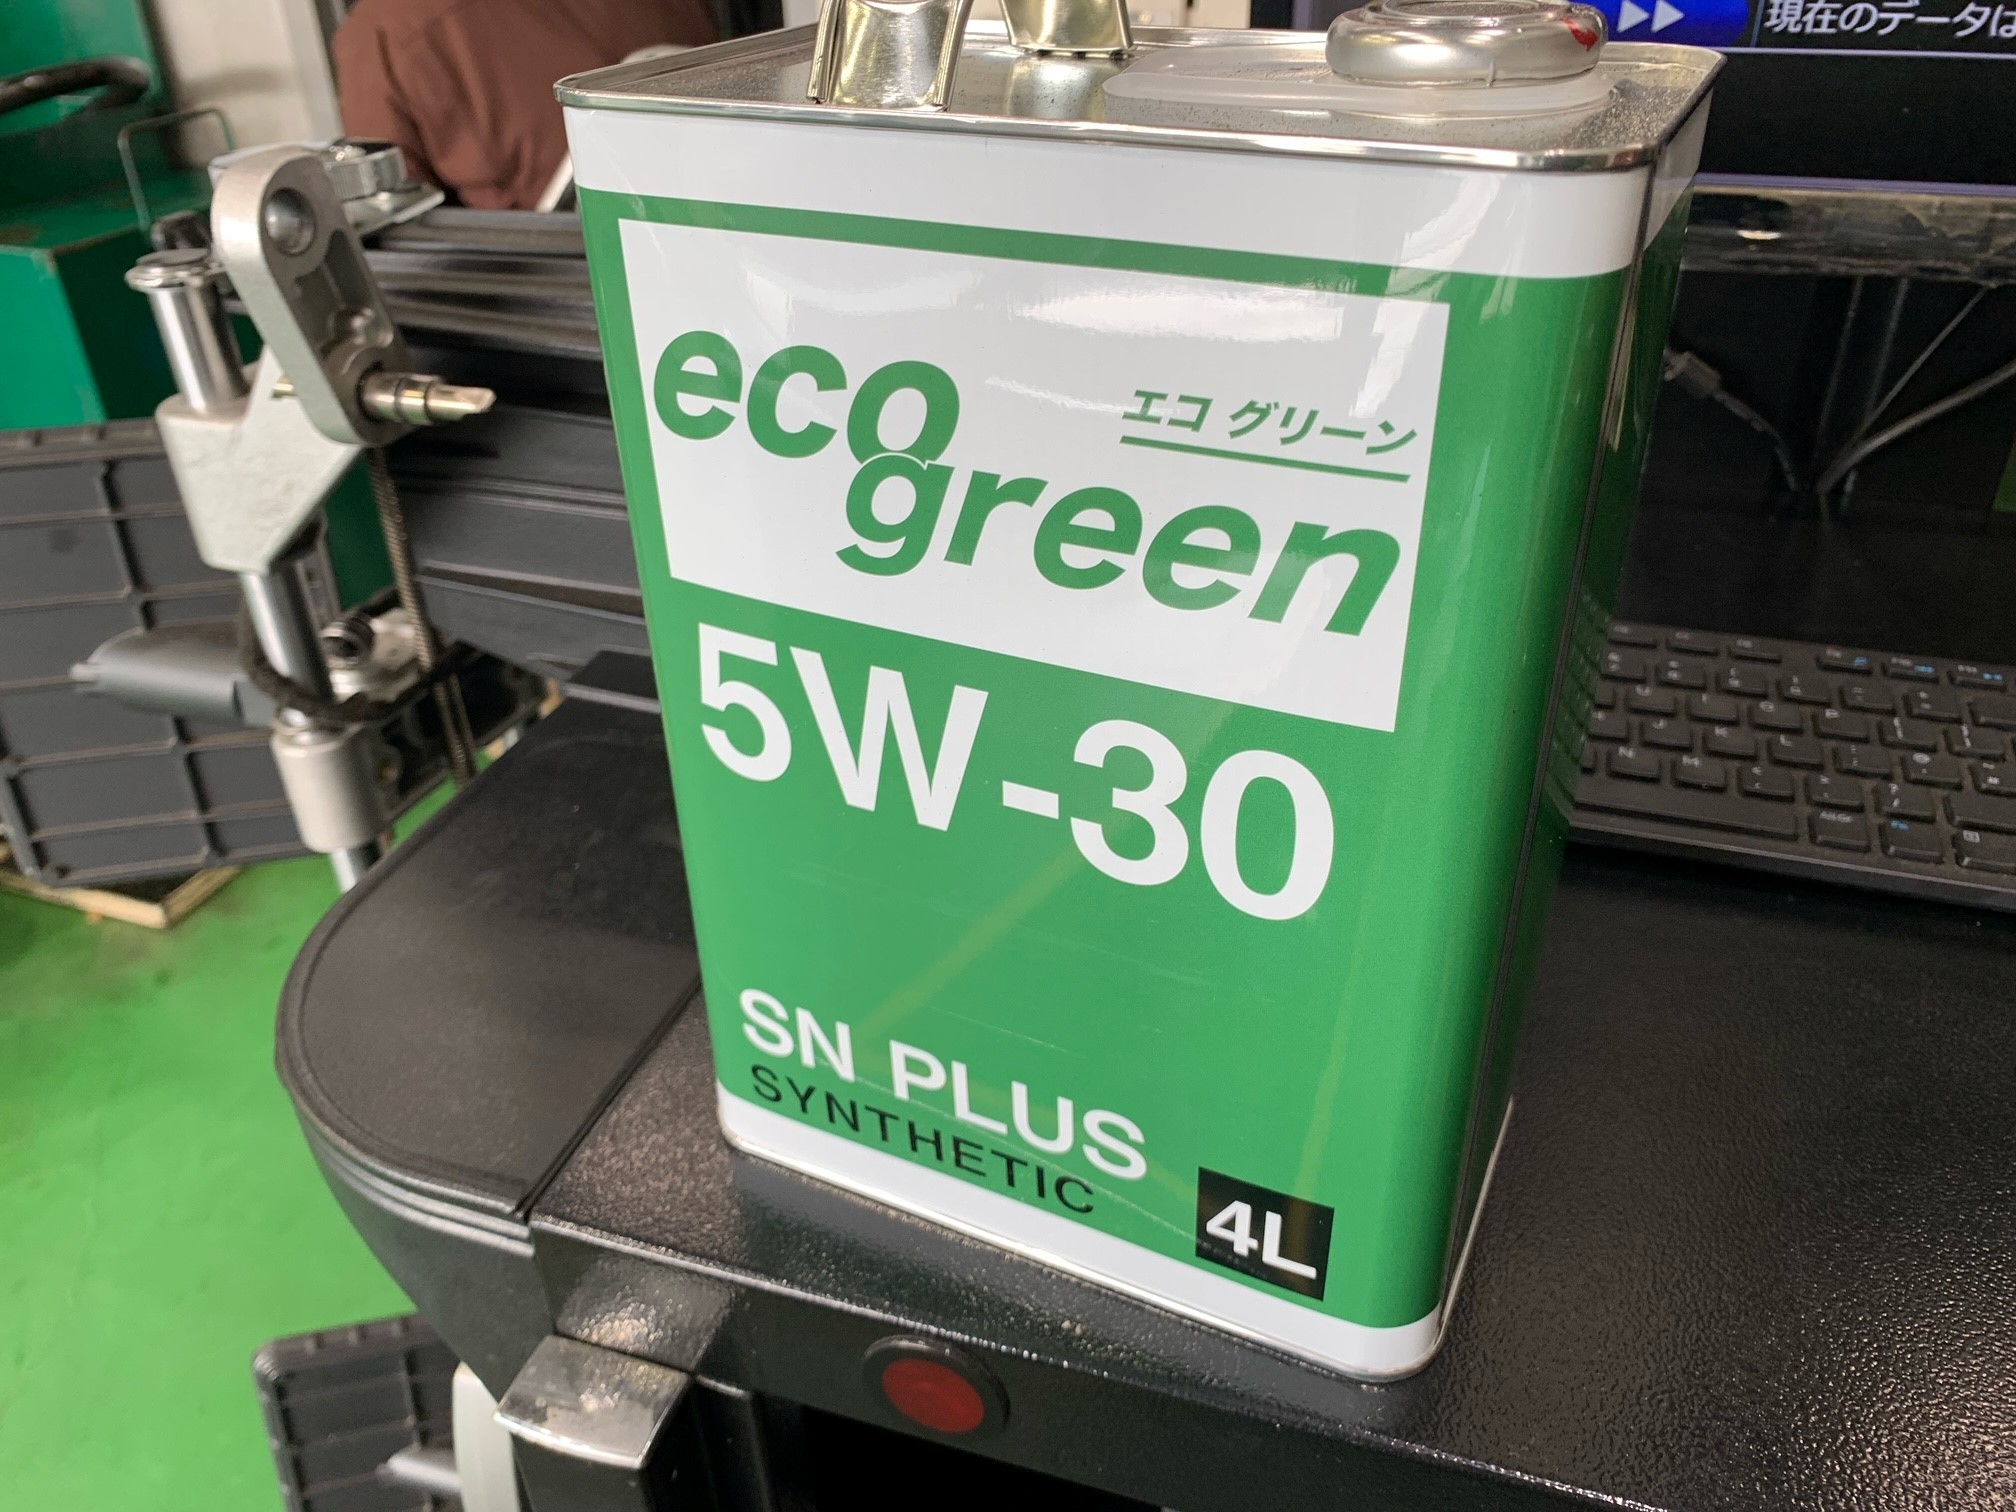 現在のデータは
eco
エコ グリーン
green
5W-30
SN PLUS
SYNTHETIC
4L